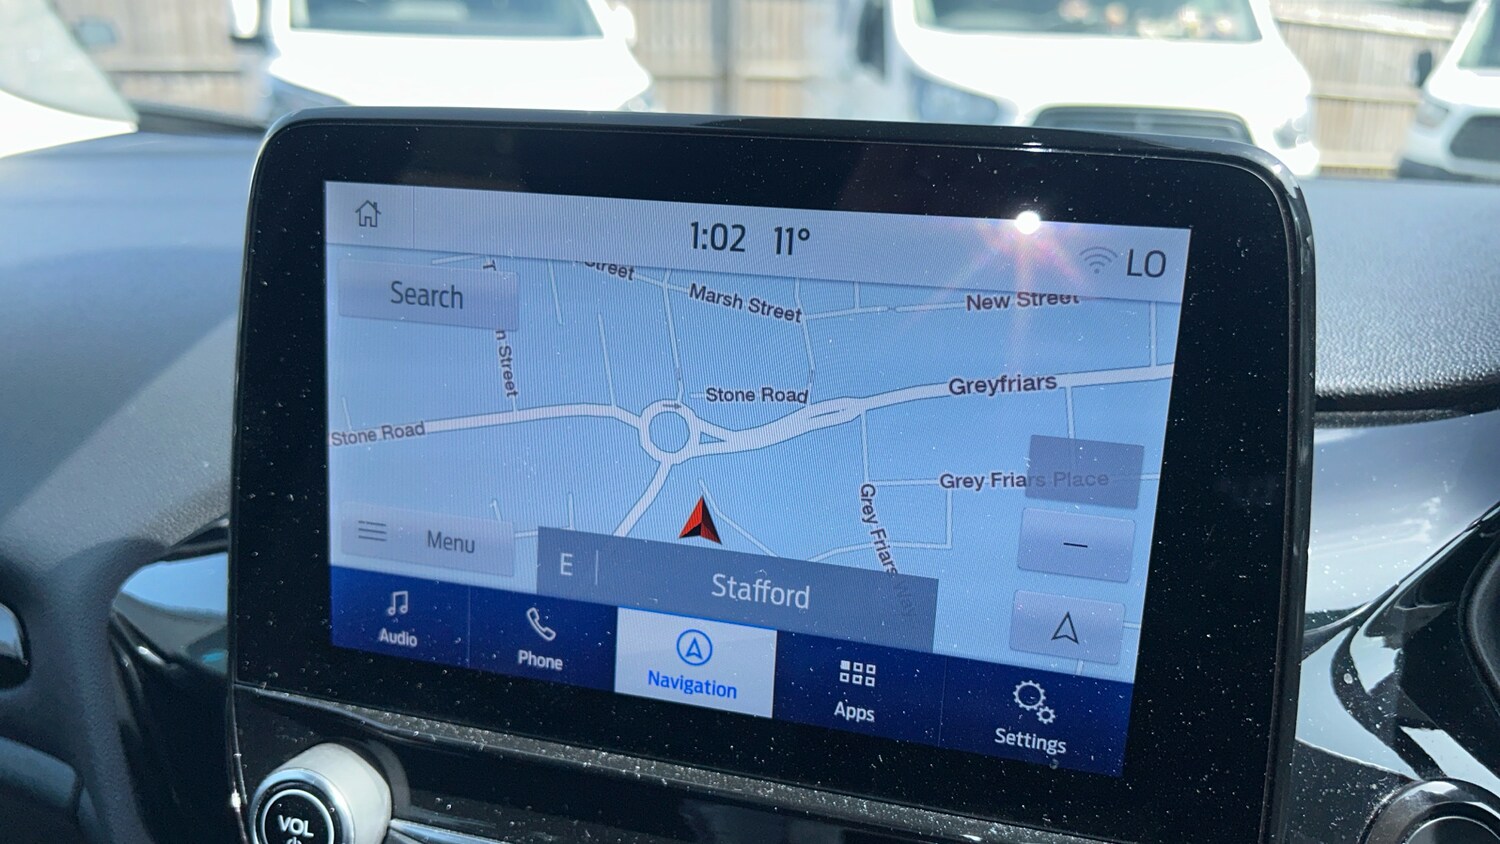 1:02 11°
LO
Search
Street
Marsh Street
New Street
n Street
Stone Road
Greyfriars
Stone Road
Grey Friars Place
Grey Friars Way
Menu
E
Stafford
Audio
Phone
Navigation
Apps
Settings
VOL